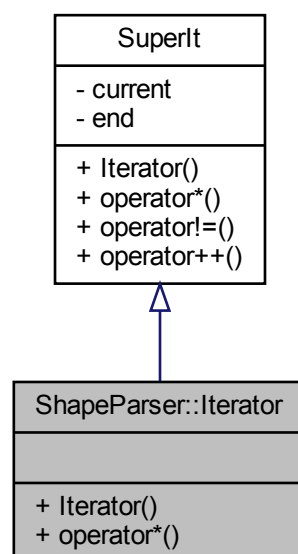 SuperIt
- current
- end
+ Iterator()
+ operator*()
+ operator!=()
+ operator++()
ShapeParser::Iterator
+ Iterator()
+ operator*()